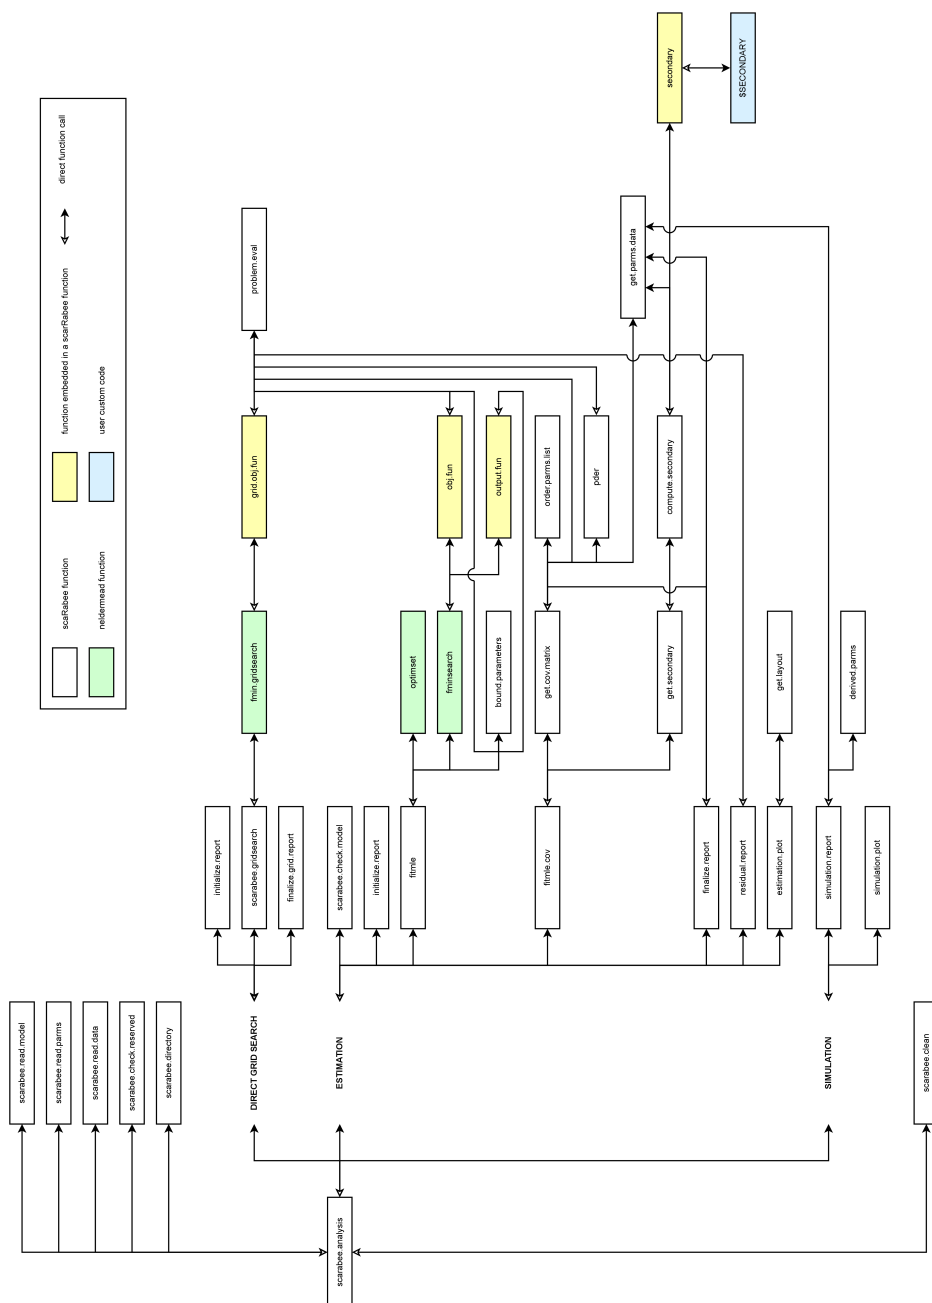 scarabee.analysis
scarabee.read.model
scarabee.read.parms
scarabee.read.data
scarabee.check.reserved
scarabee.directory
DIRECT GRID SEARCH
ESTIMATION
SIMULATION
scarabee.clean
initialize.report
scarabee.gridsearch
finalize.grid.report
scarabee.check.model
initialize.report
fitmle
fitmle.cov
finalize.report
residual.report
estimation.plot
simulation.report
simulation.plot
fmin.gridsearch
optimset
fminsearch
bound.parameters
get.cov.matrix
get.secondary
get.layout
derived.parms
grid.obj.fun
obj.fun
output.fun
order.parms.list
pder
compute.secondary
problem.eval
get.parms.data
secondary
$SECONDARY
scaRabee function
function embedded in a scarRabee function
direct function call
neldermead function
user custom code